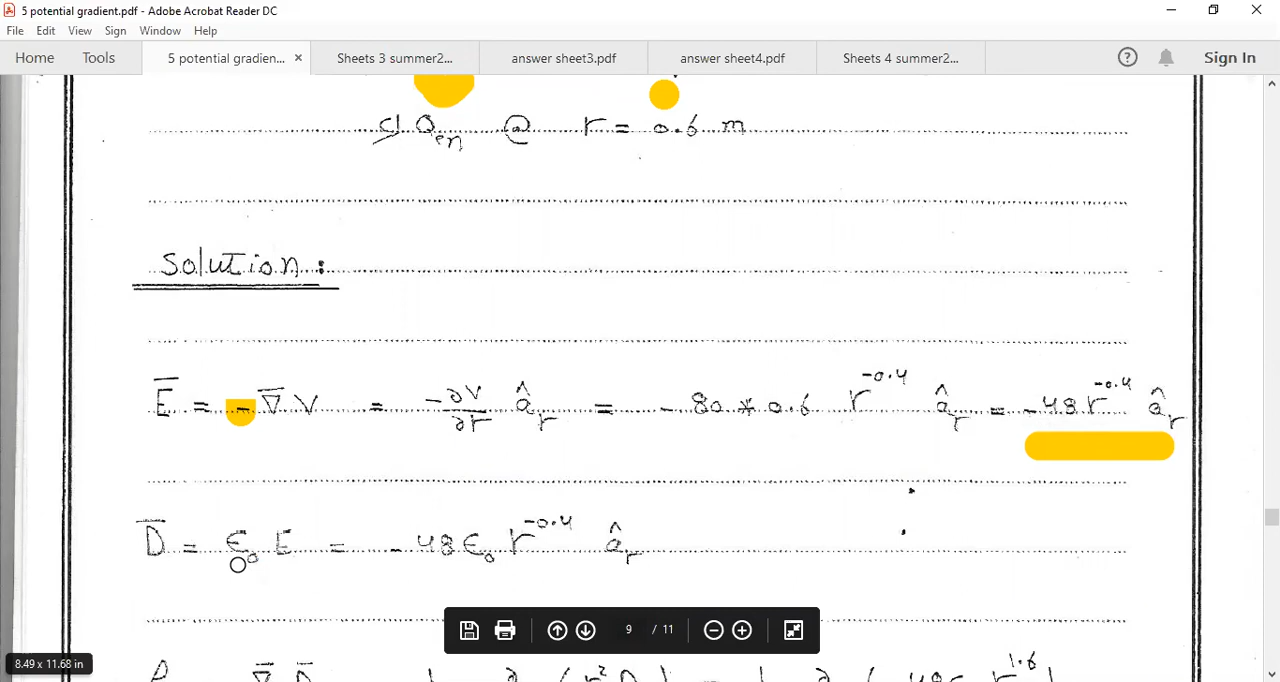 5 potential gradient.pdf - Adobe Acrobat Reader DC
File Edit View Sign Window Help
Home Tools 5 potential gradien... × Sheets 3 summer2... answer sheet3.pdf answer sheet4.pdf Sheets 4 summer2... Sign In
c) Qen @ r = 0.6 m
Solution :
E̅ = - ∇̅ V = -∂V/∂r âr = - 80 * 0.6 r^-0.4 âr = -48 r^-0.4 âr
D̅ = ϵ₀ E = - 48 ϵ₀ r^-0.4 âr
9 / 11
8.49 x 11.68 in